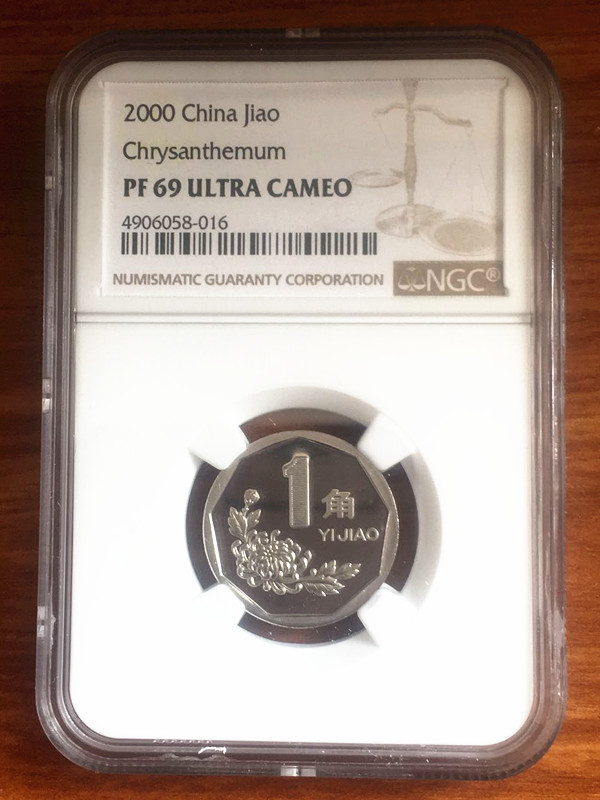 2000 China Jiao
Chrysanthemum
PF 69 ULTRA CAMEO
4906058-016
NUMISMATIC GUARANTY CORPORATION
NGC®
1角
YI JIAO